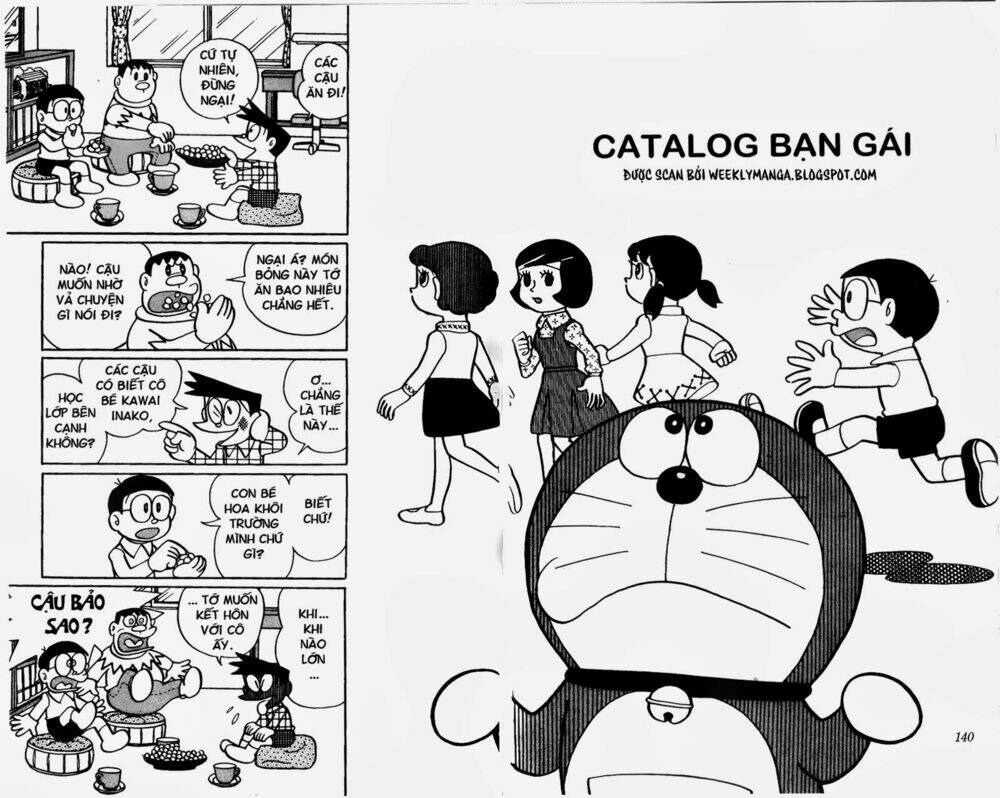 CATALOG BẠN GÁI
ĐƯỢC SCAN BỞI WEEKLYMANGA.BLOGSPOT.COM
140
CÁC
CẬU
ĂN ĐI!
CỨ TỰ
NHIÊN,
ĐỪNG
NGẠI!
NGẠI Á? MÓN
BỎNG NÀY TỚ
ĂN BAO NHIÊU
CHẲNG HẾT.
NÀO! CẬU
MUỐN NHỜ
VẢ CHUYỆN
GÌ NÓI ĐI?
Ơ...
CHẲNG
LÀ THẾ
NÀY...
CÁC CẬU
CÓ BIẾT CÔ
BÉ KAWAI
INAKO,
HỌC
LỚP BÊN
CẠNH
KHÔNG?
BIẾT
CHỨ!
CON BÉ
HOA KHÔI
TRƯỜNG
MÌNH CHỨ
GÌ?
KHI...
KHI
NÀO
LỚN
...
... TỚ MUỐN
KẾT HÔN
VỚI CÔ
ẤY.
CẬU BẢO
SAO?